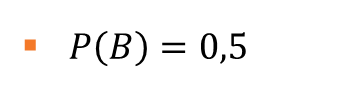 ▪ P(B) = 0,5